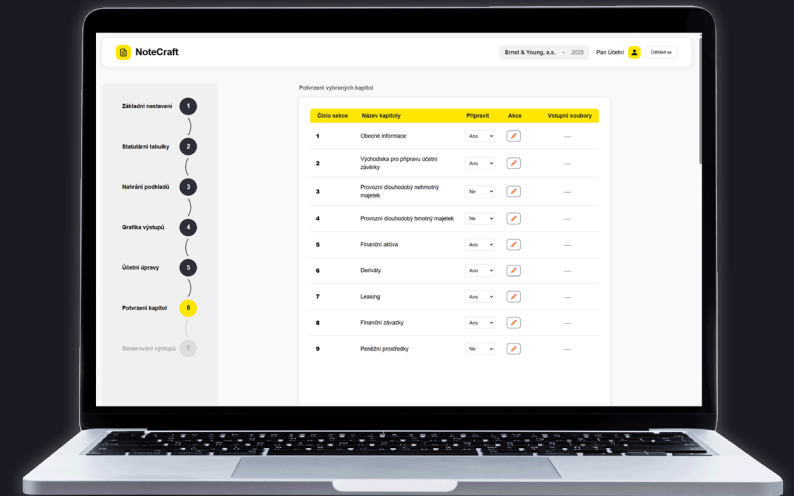 NoteCraft
Ernst & Young, a.s. • 2025 Pan Účetní Odhlásit se
Základní nastavení 1
Statutární tabulky 2
Nahrání podkladů 3
Grafika výstupů 4
Účetní úpravy 5
Potvrzení kapitol 6
Generování výstupů 7
Potvrzení vybraných kapitol
Číslo sekce Název kapitoly Připravit Akce Vstupní soubory
1 Obecné informace Ano —
2 Východiska pro přípravu účetní Ano —
závěrky
3 Provozní dlouhodobý nehmotný Ne —
majetek
4 Provozní dlouhodobý hmotný majetek Ne —
5 Finanční aktiva Ano —
6 Deriváty Ano —
7 Leasing Ano —
8 Finanční závazky Ano —
9 Peněžní prostředky Ne —